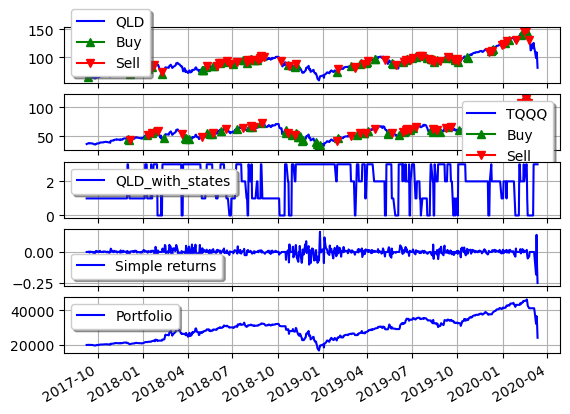 150
100
QLD
Buy
Sell
100
50
TQQQ
Buy
Sell
2
0
QLD_with_states
0.00
−0.25
Simple returns
40000
20000
Portfolio
2017-10
2018-01
2018-04
2018-07
2018-10
2019-01
2019-04
2019-07
2019-10
2020-01
2020-04